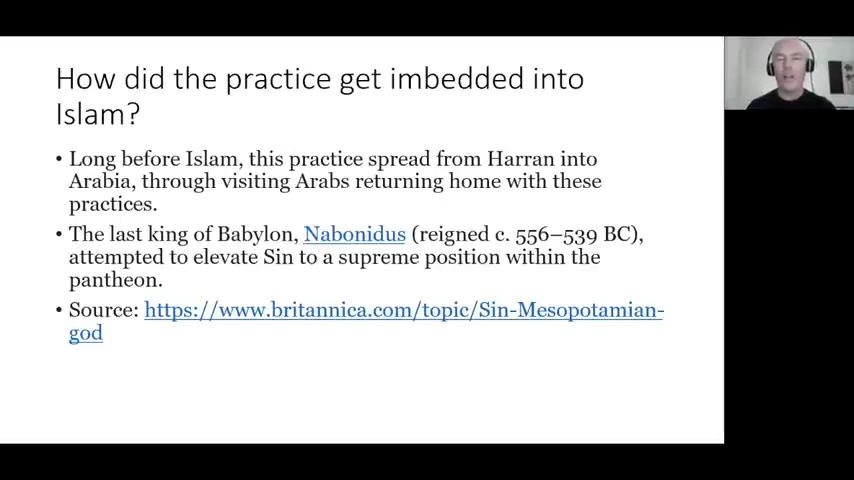 How did the practice get imbedded into
Islam?
• Long before Islam, this practice spread from Harran into
Arabia, through visiting Arabs returning home with these
practices.
• The last king of Babylon, Nabonidus (reigned c. 556–539 BC),
attempted to elevate Sin to a supreme position within the
pantheon.
• Source: https://www.britannica.com/topic/Sin-Mesopotamian-
god